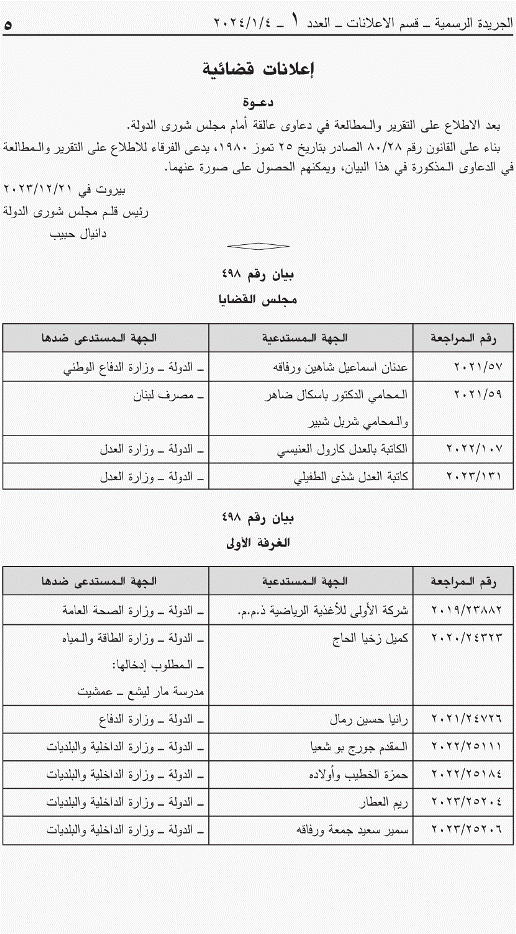 الجريدة الرسمية – قسم الاعلانات – العدد ١ – ٢٠٢٤/١/٤ ٥
إعلانات قضائية
دعوة
بعد الاطلاع على التقرير والمطالعة في دعاوى عالقة أمام مجلس شورى الدولة.
بناء على القانون رقم ٨٠/٢٨ الصادر بتاريخ ٢٥ تموز ١٩٨٠، يدعى الفرقاء للاطلاع على التقرير والمطالعة
في الدعاوى المذكورة في هذا البيان، ويمكنهم الحصول على صورة عنهما.
بيروت في ٢٠٢٣/١٢/٢١
رئيس قلم مجلس شورى الدولة
دانيال حبيب
بيان رقم ٤٩٨
مجلس القضايا
رقم المراجعة الجهة المستدعية الجهة المستدعى ضدها
٢٠٢١/٥٧ عدنان اسماعيل شاهين ورفاقه – الدولة – وزارة الدفاع الوطني
٢٠٢١/٥٩ المحامي الدكتور باسكال ضاهر – مصرف لبنان
والمحامي شربل شبير
٢٠٢٢/١٠٧ الكاتبة بالعدل كارول العنيسي – الدولة – وزارة العدل
٢٠٢٣/١٣١ كاتبة العدل شذى الطفيلي – الدولة – وزارة العدل
بيان رقم ٤٩٨
الغرفة الأولى
رقم المراجعة الجهة المستدعية الجهة المستدعى ضدها
٢٠١٩/٢٣٨٨٢ شركة الأولى للأغذية الرياضية ذ.م.م. – الدولة – وزارة الصحة العامة
٢٠٢٠/٢٤٣٢٣ كميل زخيا الحاج – الدولة – وزارة الطاقة والمياه
– المطلوب إدخالها:
مدرسة مار ليشع – عمشيت
٢٠٢١/٢٤٧٢٦ رانيا حسين رمال – الدولة – وزارة الدفاع
٢٠٢٢/٢٥١١١ المقدم جورج بو شعيا – الدولة – وزارة الداخلية والبلديات
٢٠٢٢/٢٥١٨٤ حمزة الخطيب وأولاده – الدولة – وزارة الداخلية والبلديات
٢٠٢٣/٢٥٢٠٤ ريم العطار – الدولة – وزارة الداخلية والبلديات
٢٠٢٣/٢٥٢٠٦ سمير سعيد جمعة ورفاقه – الدولة – وزارة الداخلية والبلديات